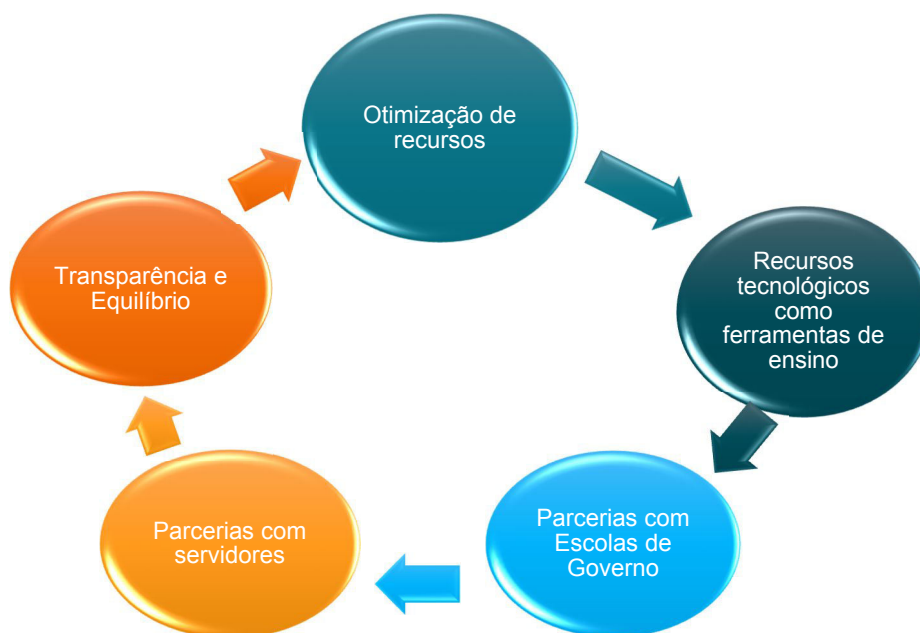 Otimização de
recursos
Recursos
tecnológicos
como
ferramentas de
ensino
Parcerias com
Escolas de
Governo
Parcerias com
servidores
Transparência e
Equilíbrio